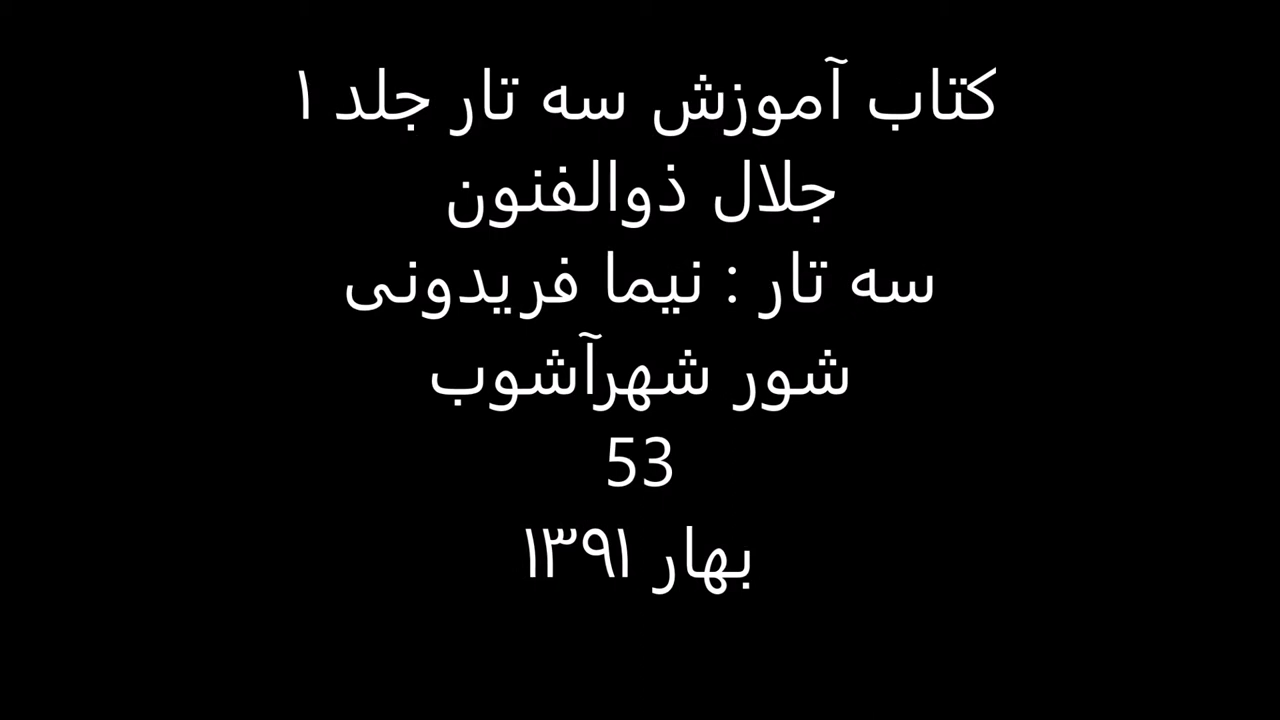 کتاب آموزش سه تار جلد ۱
جلال ذوالفنون
سه تار : نیما فریدونی
شور شهرآشوب
53
بهار ۱۳۹۱